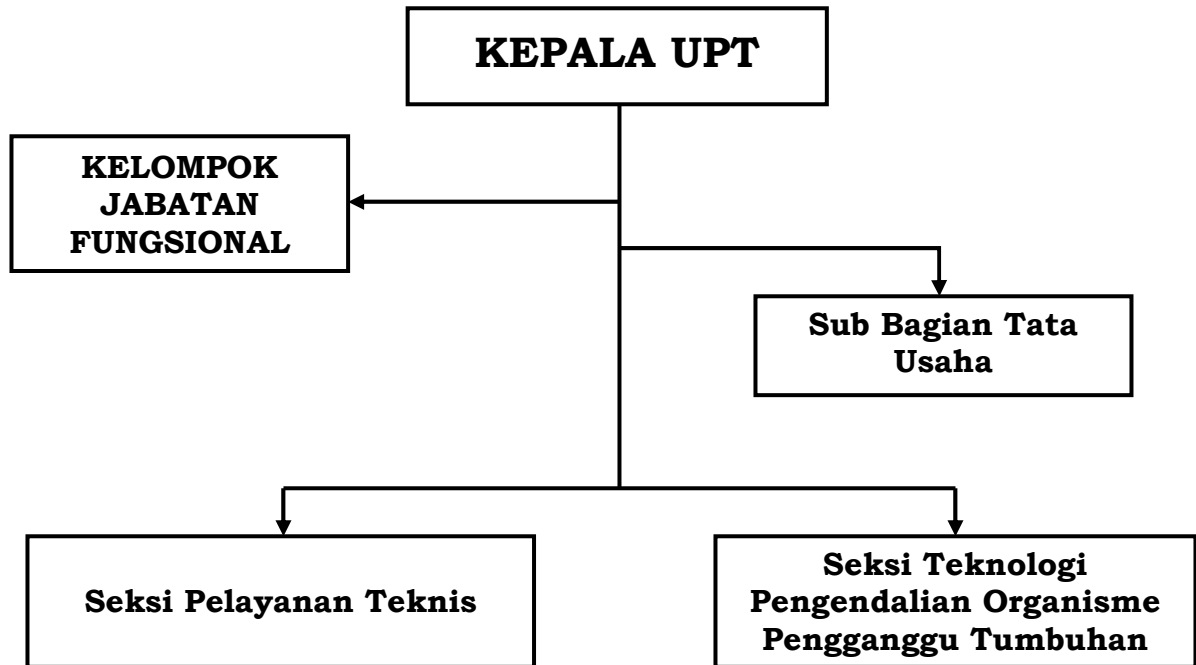 KEPALA UPT
KELOMPOK
JABATAN
FUNGSIONAL
Sub Bagian Tata
Usaha
Seksi Pelayanan Teknis
Seksi Teknologi
Pengendalian Organisme
Pengganggu Tumbuhan